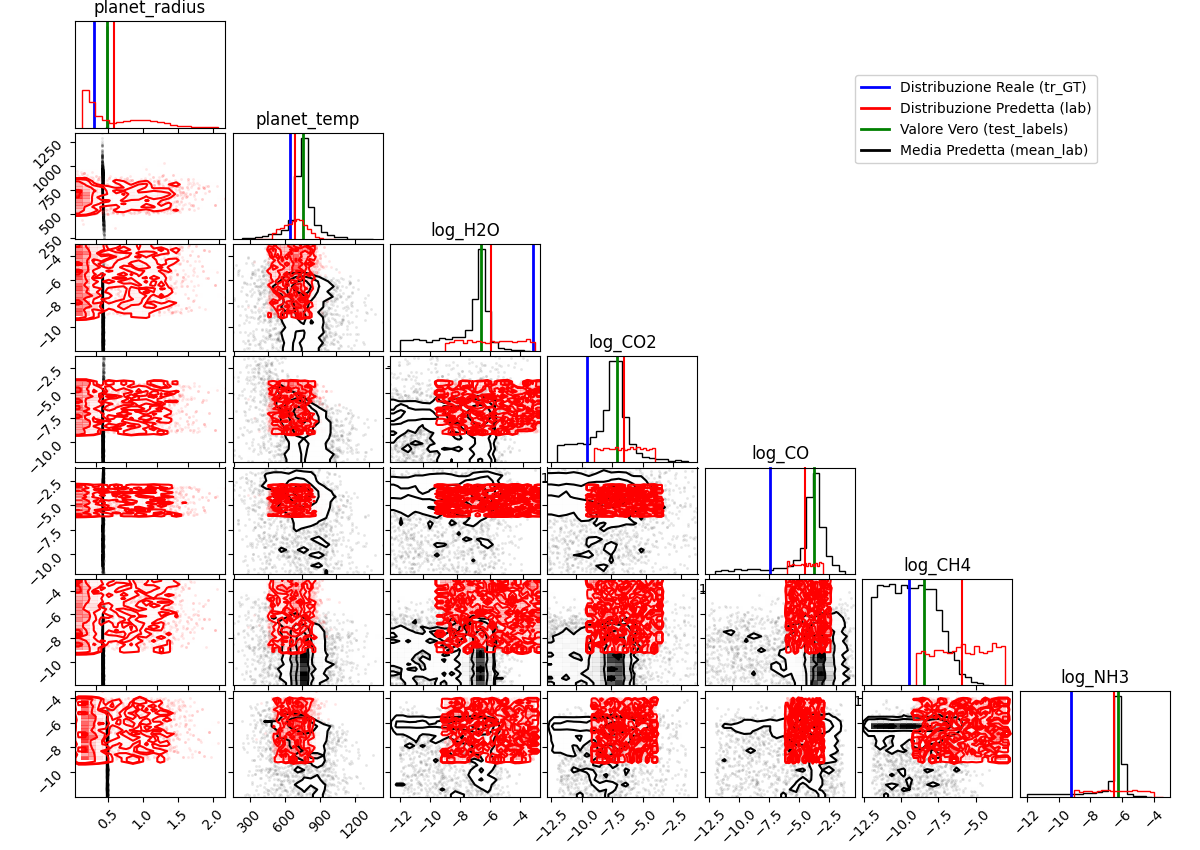 planet_radius
Distribuzione Reale (tr_GT)
Distribuzione Predetta (lab)
Valore Vero (test_labels)
Media Predetta (mean_lab)
planet_temp
1250
1000
750
500
250
log_H2O
−4
−6
−8
−10
log_CO2
−2.5
−5.0
−7.5
−10.0
log_CO
−2.5
−5.0
−7.5
−10.0
log_CH4
−4
−6
−8
−10
log_NH3
−4
−6
−8
−10
0.5 1.0 1.5 2.0 300 600 900 1200 −12 −10 −8 −6 −4 −12.5 −10.0 −7.5 −5.0 −2.5 −12.5 −10.0 −7.5 −5.0 −2.5 −12.5 −10.0 −7.5 −5.0 −12 −10 −8 −6 −4